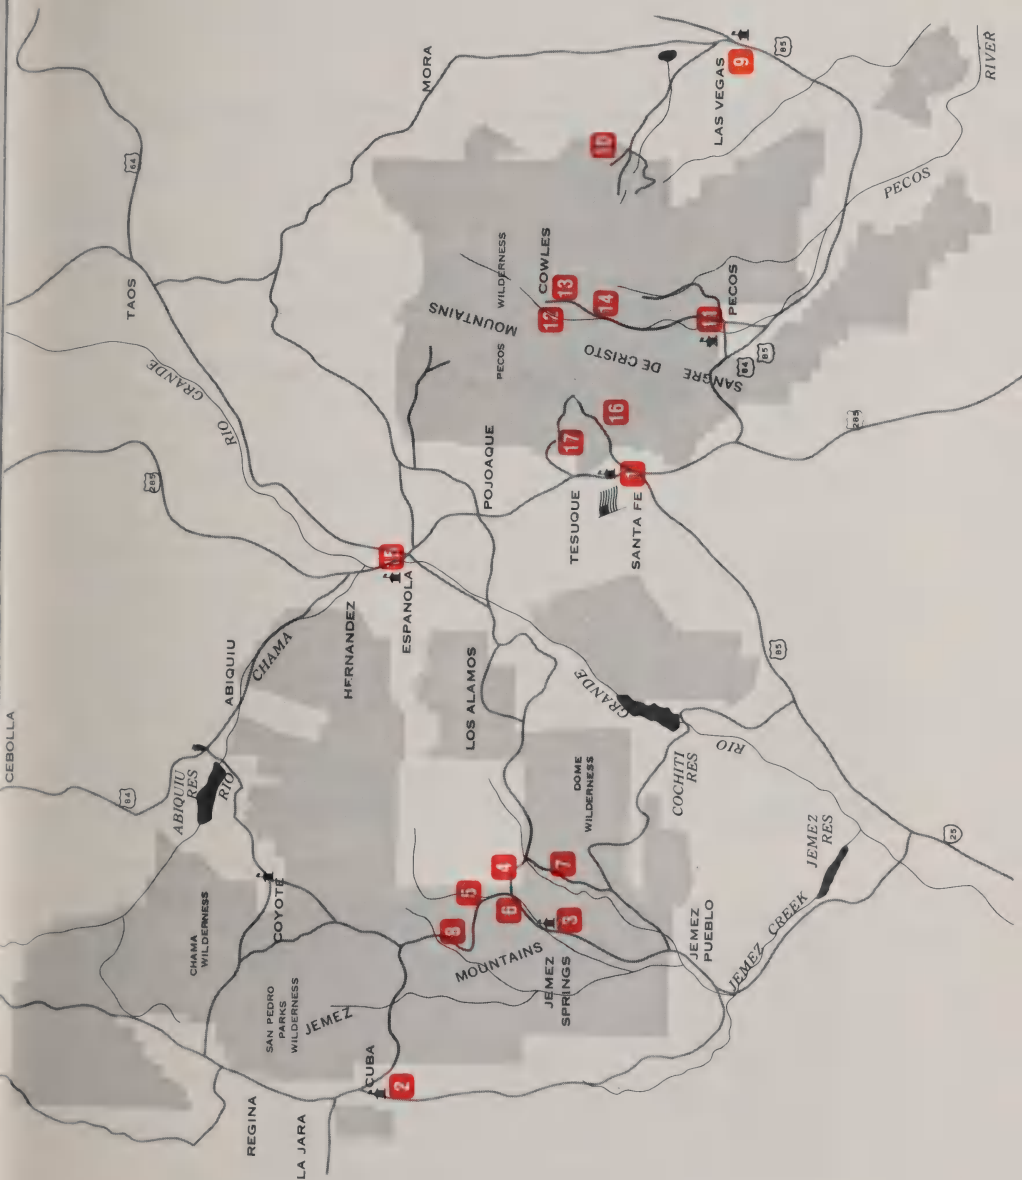 REGINA
LA JARA
CUBA
2
SAN PEDRO
PARKS
WILDERNESS
JEMEZ
MOUNTAINS
CHAMA
WILDERNESS
COYOTE
CEBOLLA
84
ABIQUIU
RES
RIO
CHAMA
ABIQUIU
8
5
6
4
3
7
JEMEZ
SPRINGS
JEMEZ
PUEBLO
JEMEZ CREEK
JEMEZ
RES
25
DOME
WILDERNESS
COCHITI
RES
RIO
GRANDE
85
LOS ALAMOS
HERNANDEZ
ESPANOLA
15
285
RIO
GRANDE
TAOS
64
POJOAQUE
TESUQUE
SANTA FE
1
17
16
285
84
85
SANGRE DE CRISTO
MOUNTAINS
PECOS
WILDERNESS
COWLES
12
13
14
11
PECOS
MORA
10
LAS VEGAS
9
85
PECOS
RIVER